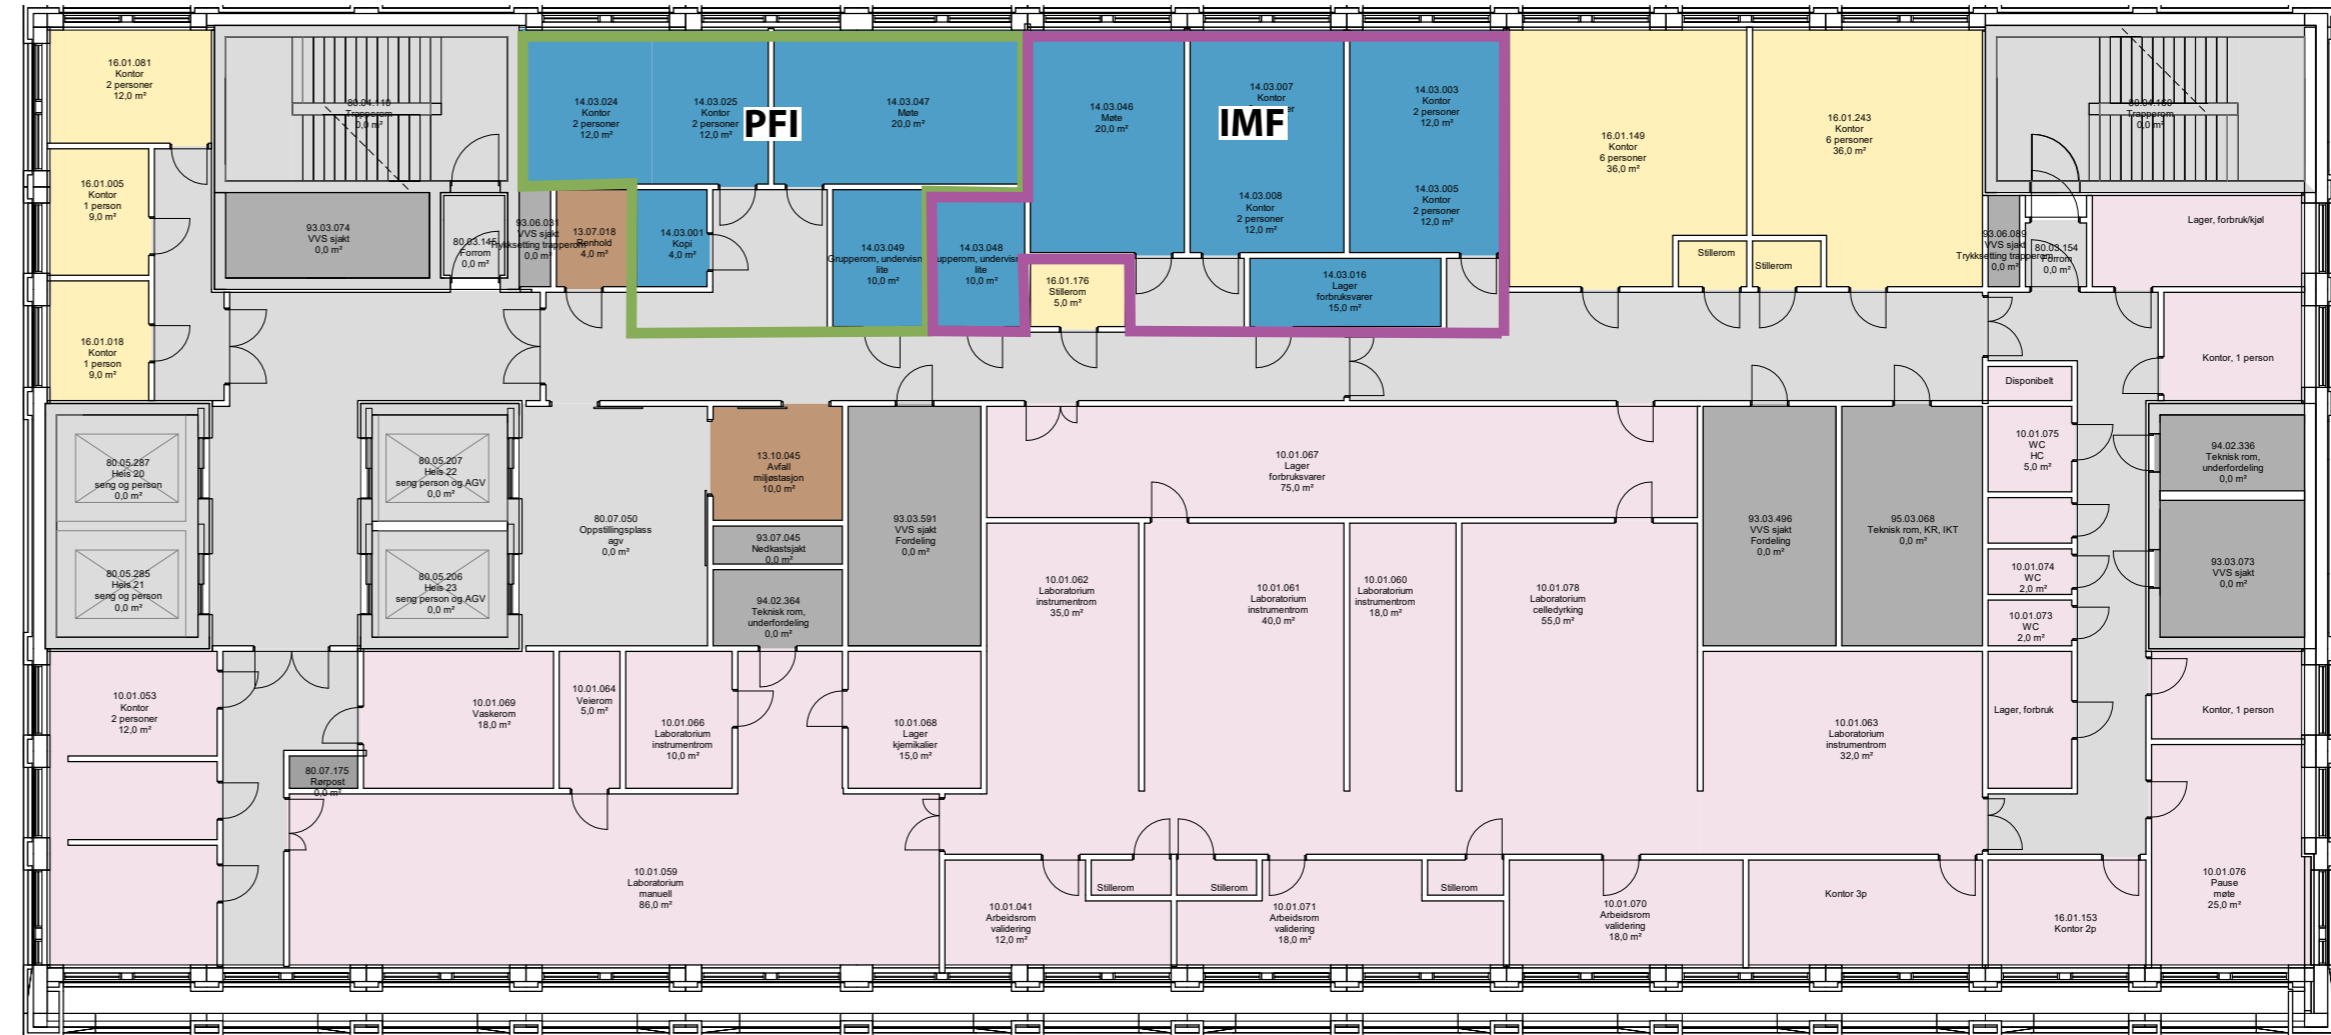 16.01.081
Kontor
2 personer
12,0 m²
80.04.118
Trapperom
0,0 m²
14.03.024
Kontor
2 personer
12,0 m²
14.03.025
Kontor
2 personer
12,0 m²
PFI
14.03.047
Møte
20,0 m²
14.03.046
Møte
20,0 m²
14.03.007
Kontor
IMF
14.03.003
Kontor
2 personer
12,0 m²
16.01.149
Kontor
6 personer
36,0 m²
16.01.243
Kontor
6 personer
36,0 m²
80.04.160
Trapperom
0,0 m²
16.01.005
Kontor
1 person
9,0 m²
93.03.074
VVS sjakt
0,0 m²
80.03.145
Forrom
0,0 m²
93.06.031
VVS sjakt
Trykksetting trapperom
0,0 m²
13.07.018
Renhold
4,0 m²
14.03.001
Kopi
4,0 m²
14.03.049
Grupperom, undervisn
lite
10,0 m²
14.03.048
upperom, undervisn
lite
10,0 m²
16.01.176
Stillerom
5,0 m²
14.03.008
Kontor
2 personer
12,0 m²
14.03.005
Kontor
2 personer
12,0 m²
14.03.016
Lager
forbruksvarer
15,0 m²
Stillerom
Stillerom
93.06.089
VVS sjakt
Trykksetting trapperom
0,0 m²
80.03.154
Forrom
0,0 m²
Lager, forbruk/kjøl
16.01.018
Kontor
1 person
9,0 m²
Kontor, 1 person
Disponibelt
80.05.287
Heis 20
seng og person
0,0 m²
80.05.207
Heis 22
seng person og AGV
0,0 m²
80.07.050
Oppstillingsplass
agv
0,0 m²
13.10.045
Avfall
miljøstasjon
10,0 m²
93.07.045
Nedkastsjakt
0,0 m²
94.02.364
Teknisk rom,
underfordeling
0,0 m²
93.03.591
VVS sjakt
Fordeling
0,0 m²
10.01.067
Lager
forbruksvarer
75,0 m²
93.03.496
VVS sjakt
Fordeling
0,0 m²
95.03.068
Teknisk rom, KR, IKT
0,0 m²
10.01.075
WC
HC
5,0 m²
94.02.336
Teknisk rom,
underfordeling
0,0 m²
80.05.285
Heis 21
seng og person
0,0 m²
80.05.206
Heis 23
seng person og AGV
0,0 m²
10.01.062
Laboratorium
instrumentrom
35,0 m²
10.01.061
Laboratorium
instrumentrom
40,0 m²
10.01.060
Laboratorium
instrumentrom
18,0 m²
10.01.078
Laboratorium
celledyrking
55,0 m²
10.01.074
WC
2,0 m²
10.01.073
WC
2,0 m²
93.03.073
VVS sjakt
0,0 m²
10.01.053
Kontor
2 personer
12,0 m²
10.01.069
Vaskerom
18,0 m²
10.01.064
Veierom
5,0 m²
10.01.066
Laboratorium
instrumentrom
10,0 m²
10.01.068
Lager
kjemikalier
15,0 m²
10.01.063
Laboratorium
instrumentrom
32,0 m²
Lager, forbruk
Kontor, 1 person
80.07.175
Rørpost
0,0 m²
10.01.059
Laboratorium
manuell
86,0 m²
Stillerom
Stillerom
Stillerom
10.01.041
Arbeidsrom
validering
12,0 m²
10.01.071
Arbeidsrom
validering
18,0 m²
10.01.070
Arbeidsrom
validering
18,0 m²
Kontor 3p
16.01.153
Kontor 2p
10.01.076
Pause
møte
25,0 m²